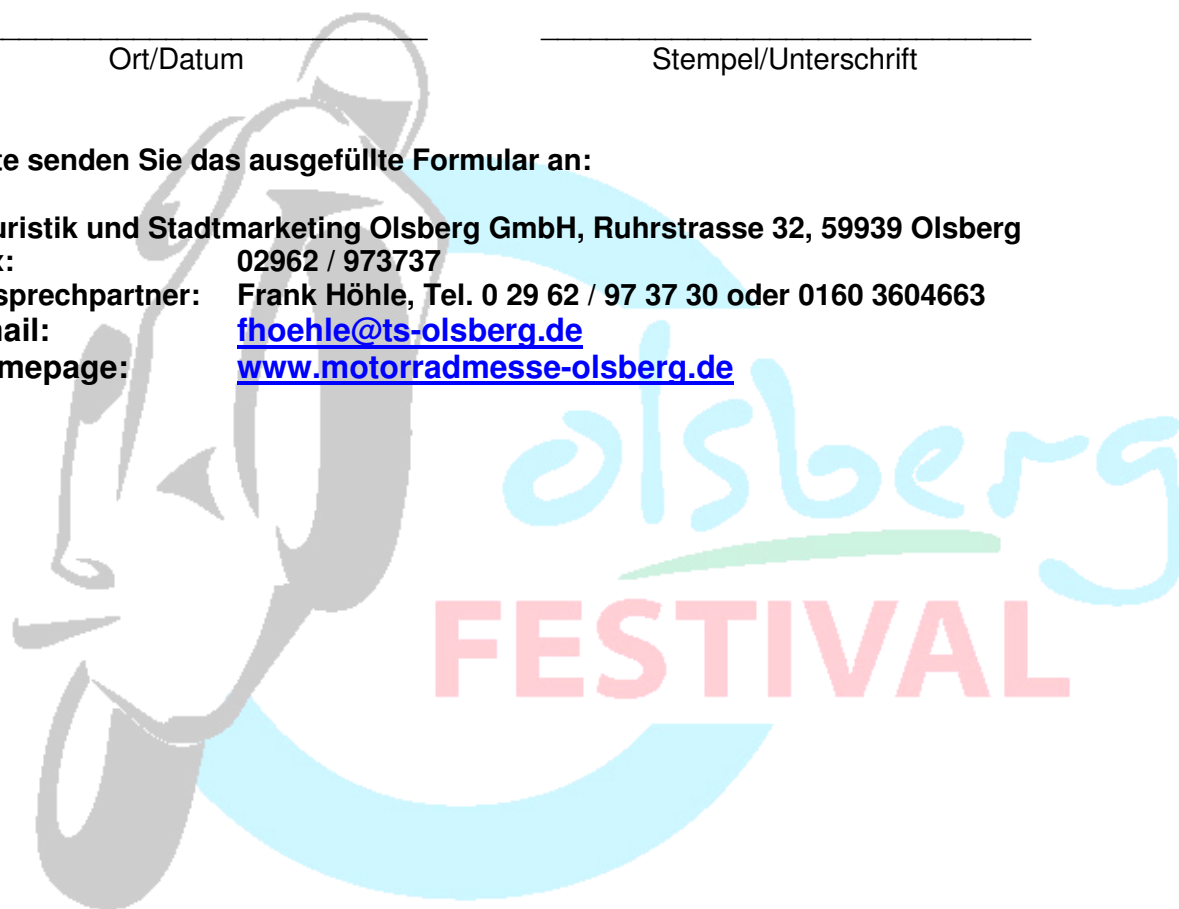 Ort/Datum Stempel/Unterschrift
te senden Sie das ausgefüllte Formular an:
uristik und Stadtmarketing Olsberg GmbH, Ruhrstrasse 32, 59939 Olsberg
x: 02962 / 973737
sprechpartner: Frank Höhle, Tel. 0 29 62 / 97 37 30 oder 0160 3604663
ail: fhoehle@ts-olsberg.de
mepage: www.motorradmesse-olsberg.de
olsberg
FESTIVAL